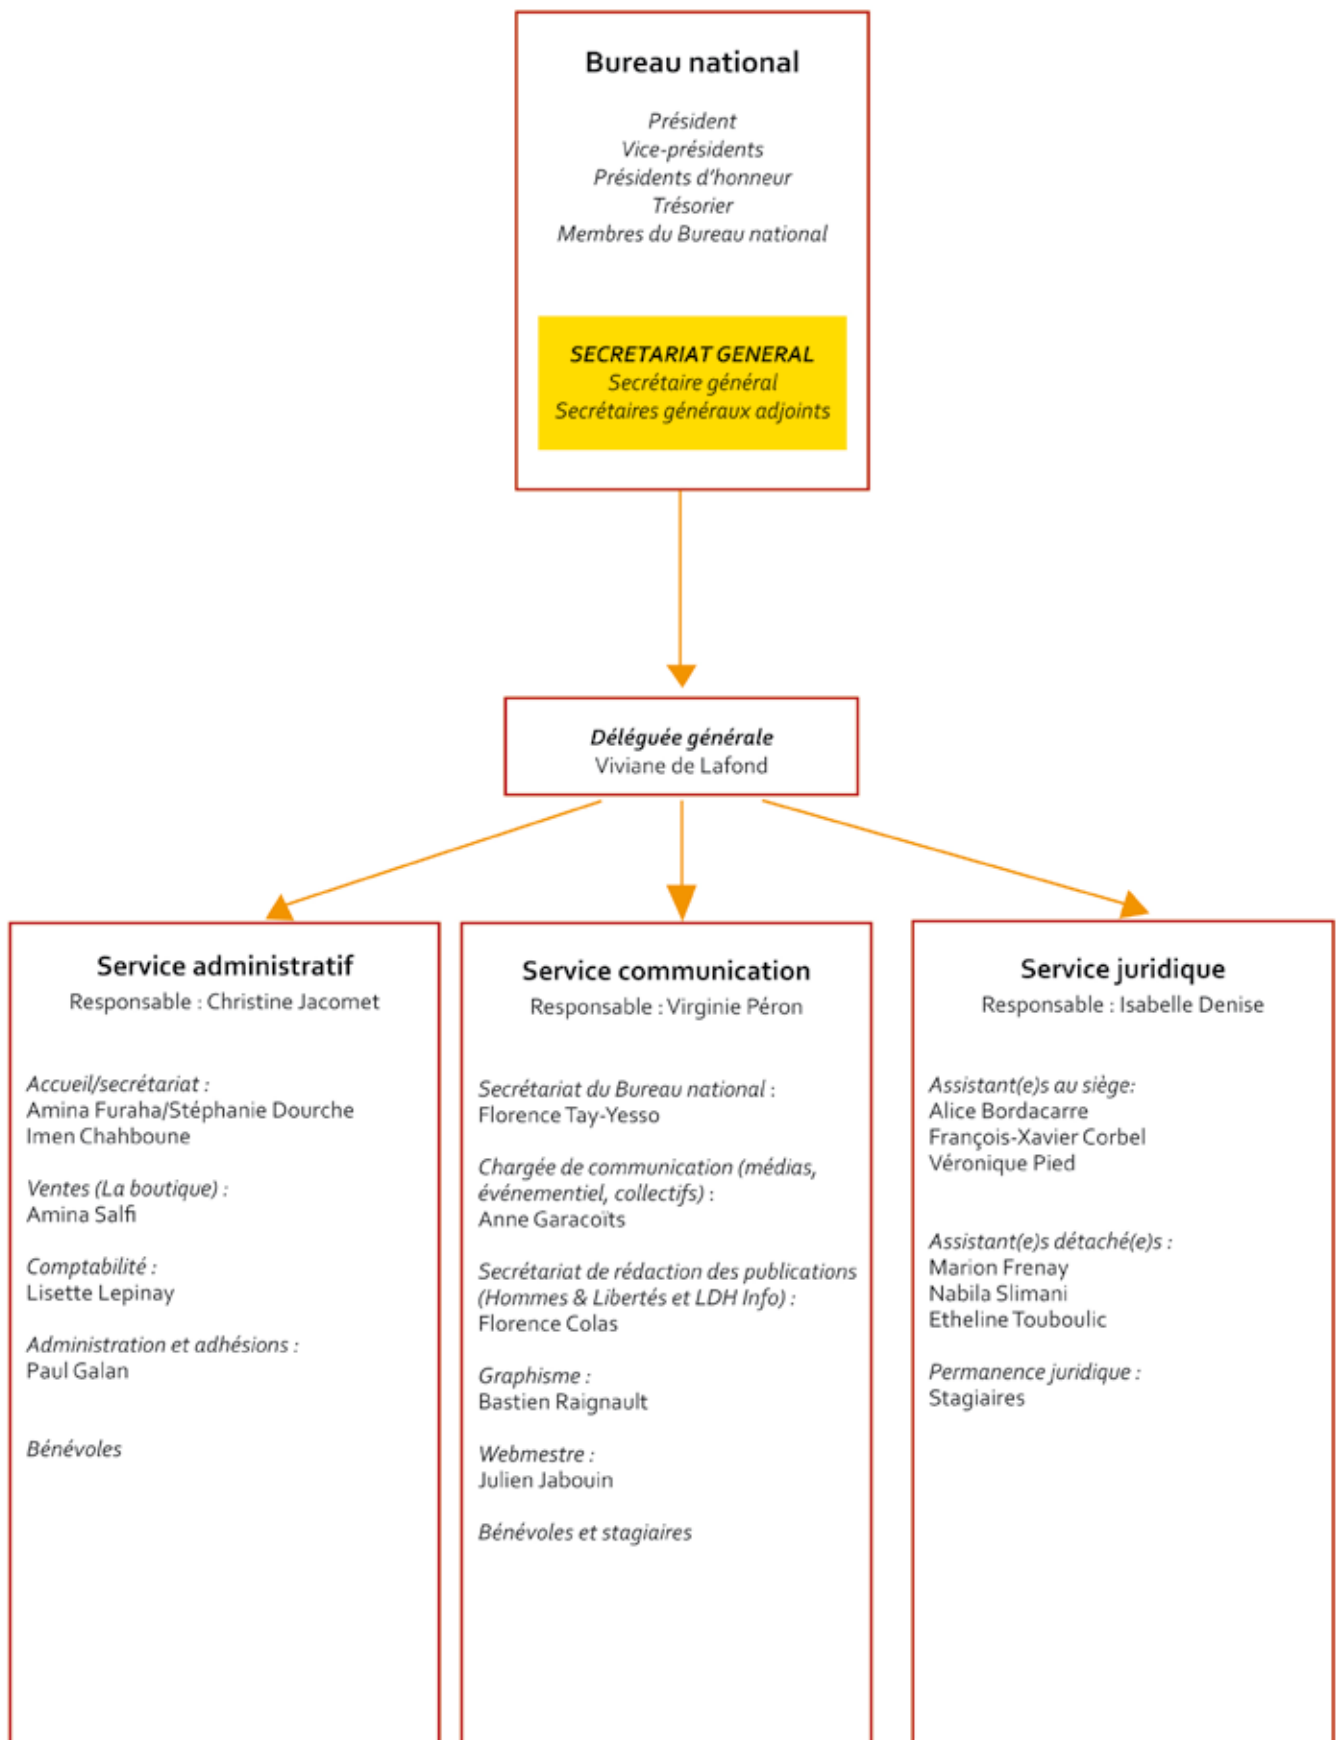 Bureau national
Président
Vice-présidents
Présidents d'honneur
Trésorier
Membres du Bureau national
SECRETARIAT GENERAL
Secrétaire général
Secrétaires généraux adjoints
Déléguée générale
Viviane de Lafond
Service administratif
Responsable : Christine Jacomet
Accueil/secrétariat :
Amina Furaha/Stéphanie Dourche
Imen Chahboune
Ventes (La boutique) :
Amina Salfi
Comptabilité :
Lisette Lepinay
Administration et adhésions :
Paul Galan
Bénévoles
Service communication
Responsable : Virginie Péron
Secrétariat du Bureau national :
Florence Tay-Yesso
Chargée de communication (médias,
événementiel, collectifs) :
Anne Garacoïts
Secrétariat de rédaction des publications
(Hommes & Libertés et LDH Info) :
Florence Colas
Graphisme :
Bastien Raignault
Webmestre :
Julien Jabouin
Bénévoles et stagiaires
Service juridique
Responsable : Isabelle Denise
Assistant(e)s au siège:
Alice Bordacarre
François-Xavier Corbel
Véronique Pied
Assistant(e)s détaché(e)s :
Marion Frenay
Nabila Slimani
Etheline Touboulic
Permanence juridique :
Stagiaires